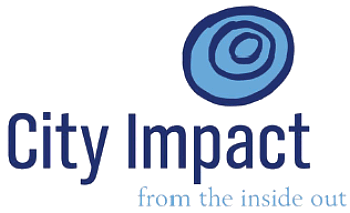 City Impact
from the inside out